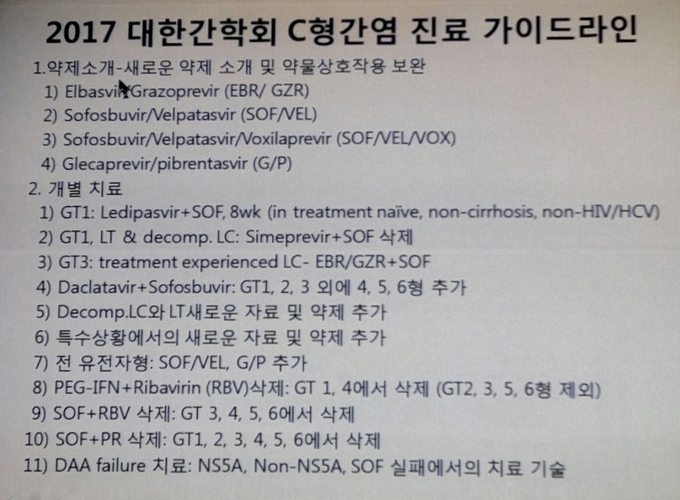 2017 대한간학회 C형간염 진료 가이드라인
1.약제소개-새로운 약제 소개 및 약물상호작용 보완
1) Elbasvir/Grazoprevir (EBR/ GZR)
2) Sofosbuvir/Velpatasvir (SOF/VEL)
3) Sofosbuvir/Velpatasvir/Voxilaprevir (SOF/VEL/VOX)
4) Glecaprevir/pibrentasvir (G/P)
2. 개별 치료
1) GT1: Ledipasvir+SOF, 8wk (in treatment naïve, non-cirrhosis, non-HIV/HCV)
2) GT1, LT & decomp. LC: Simeprevir+SOF 삭제
3) GT3: treatment experienced LC- EBR/GZR+SOF
4) Daclatavir+Sofosbuvir: GT1, 2, 3 외에 4, 5, 6형 추가
5) Decomp.LC와 LT새로운 자료 및 약제 추가
6) 특수상황에서의 새로운 자료 및 약제 추가
7) 전 유전자형: SOF/VEL, G/P 추가
8) PEG-IFN+Ribavirin (RBV)삭제: GT 1, 4에서 삭제 (GT2, 3, 5, 6형 제외)
9) SOF+RBV 삭제: GT 3, 4, 5, 6에서 삭제
10) SOF+PR 삭제: GT1, 2, 3, 4, 5, 6에서 삭제
11) DAA failure 치료: NS5A, Non-NS5A, SOF 실패에서의 치료 기술